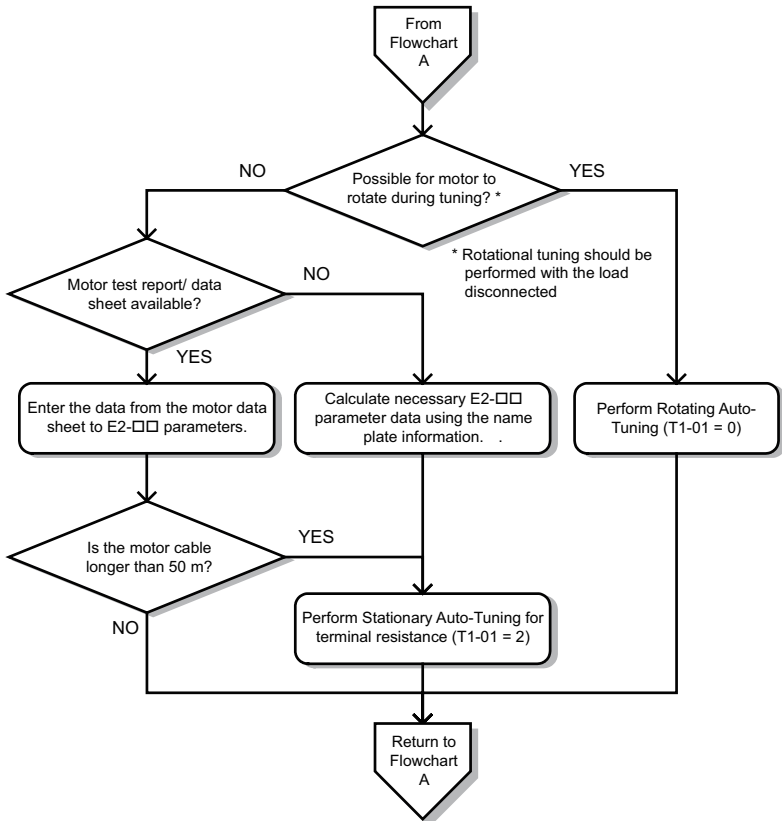 From
Flowchart
A
NO
YES
Possible for motor to
rotate during tuning? *
* Rotational tuning should be
performed with the load
disconnected
Motor test report/ data
sheet available?
NO
YES
Enter the data from the motor data
sheet to E2-□□ parameters.
Calculate necessary E2-□□
parameter data using the name
plate information. .
Perform Rotating Auto-
Tuning (T1-01 = 0)
Is the motor cable
longer than 50 m?
YES
NO
Perform Stationary Auto-Tuning for
terminal resistance (T1-01 = 2)
Return to
Flowchart
A